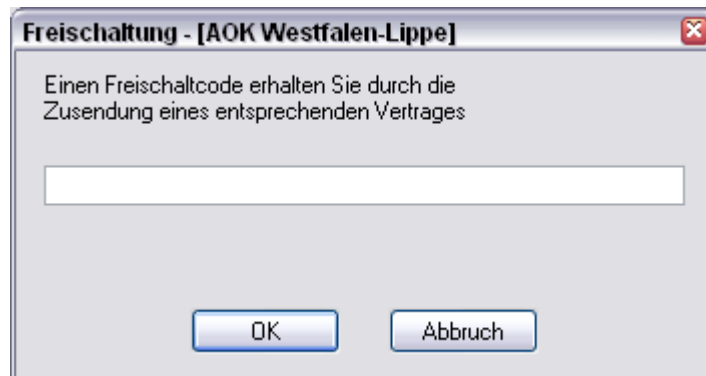 Freischaltung - [AOK Westfalen-Lippe]
Einen Freischaltcode erhalten Sie durch die
Zusendung eines entsprechenden Vertrages
OK
Abbruch